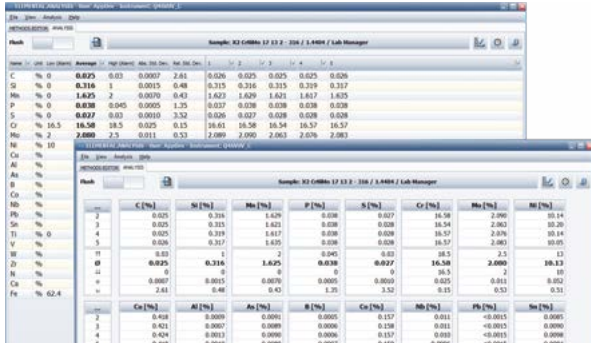 ELEMENTAL ANALYSIS - User: AppDev - Instrument: Q4WAVV_C
File View Analysis Help
METHODS EDITOR ANALYSIS
Flush Sample: X2 CrNiMo 17 13 2 - 316 / 1.4404 / Lab Manager
Name Unit Low (Alarm) Average High (Alarm) Abs. Std. Dev. Rel. Std. Dev. 1 2 3 4 5
C % 0 0.025 0.03 0.0007 2.61 0.026 0.025 0.025 0.025 0.026
Si % 0 0.316 1 0.0015 0.48 0.315 0.316 0.315 0.319 0.317
Mn % 0 1.625 2 0.0070 0.43 1.623 1.629 1.621 1.617 1.635
P % 0 0.038 0.045 0.0005 1.35 0.037 0.038 0.038 0.038 0.038
S % 0 0.027 0.03 0.0010 3.52 0.026 0.027 0.028 0.028 0.028
Cr % 16.5 16.58 18.5 0.025 0.15 16.61 16.58 16.54 16.57 16.57
Mo % 2 2.080 2.5 0.011 0.53 2.089 2.090 2.063 2.076 2.083
Ni % 10
Cu %
Al %
As %
B %
Co %
Nb %
Pb %
Sn %
Ti % 0
V %
W %
Zr %
N %
Ca %
Fe % 62.4
File View Analysis Help
METHODS EDITOR ANALYSIS
Flush Sample: X2 CrNiMo 17 13 2 - 316 / 1.4404 / Lab Manager
... C [%] Si [%] Mn [%] P [%] S [%] Cr [%] Mo [%] Ni [%]
2 0.025 0.316 1.629 0.038 0.027 16.58 2.090 10.14
3 0.025 0.315 1.621 0.038 0.028 16.54 2.063 10.20
4 0.025 0.319 1.617 0.038 0.028 16.57 2.076 10.14
5 0.026 0.317 1.635 0.038 0.028 16.57 2.083 10.05
0.03 1 2 0.045 0.03 18.5 2.5 13
Ø 0.025 0.316 1.625 0.038 0.027 16.58 2.080 10.13
0 0 0 0 16.5 2 10
σ 0.0007 0.0015 0.0070 0.0005 0.0010 0.025 0.011 0.052
2.61 0.48 0.43 1.35 3.52 0.15 0.53 0.51
... Cu [%] Al [%] As [%] B [%] Co [%] Nb [%] Pb [%] Sn [%]
2 0.418 0.0009 0.0091 0.0005 0.157 0.011 <0.0015 0.0085
3 0.421 0.0007 0.0089 0.0006 0.158 0.011 <0.0015 0.0090
4 0.424 0.0013 0.0090 0.0006 0.157 0.010 <0.0015 0.0098